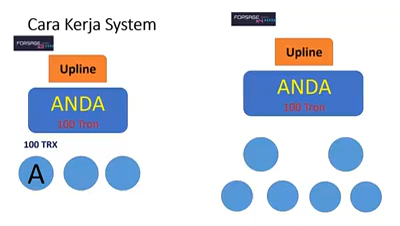 Cara Kerja System
FORSAGE
Upline
ANDA
100 Tron
100 TRX
A
FORSAGE
Upline
ANDA
100 Tron